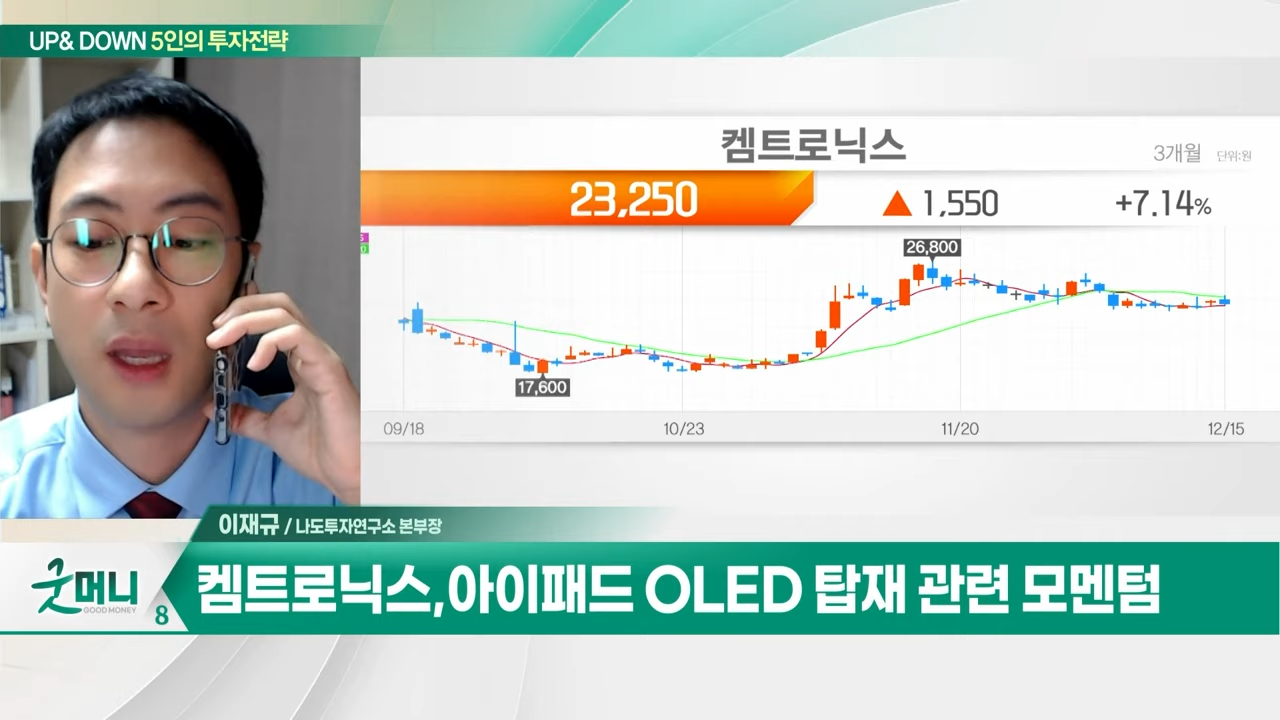 UP& DOWN 5인의 투자전략
켐트로닉스
3개월 단위:원
23,250 ▲ 1,550 +7.14%
26,800
17,600
09/18 10/23 11/20 12/15
이재규 / 나도투자연구소 본부장
굿머니
GOOD MONEY
8
켐트로닉스,아이패드 OLED 탑재 관련 모멘텀